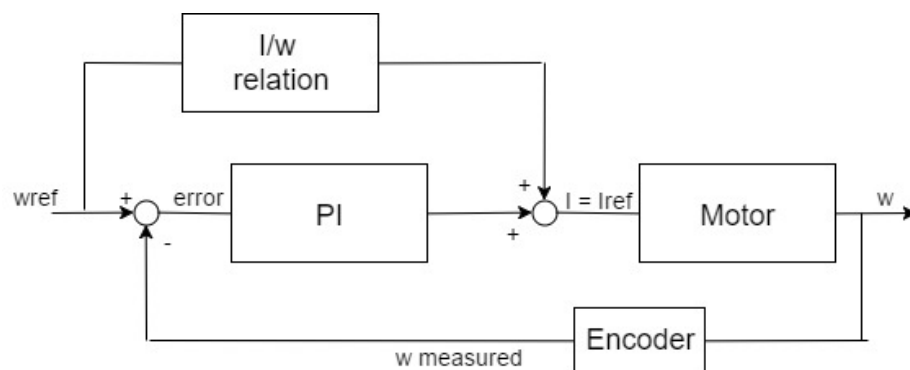 I/w
relation
wref
+
error
PI
+
+
I = Iref
Motor
w
-
Encoder
w measured